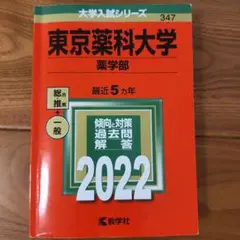 大学入試シリーズ
347
東京薬科大学
薬学部
最近5カ年
総合
推薦
一般
傾向と対策
過去問
解答
2022
教学社